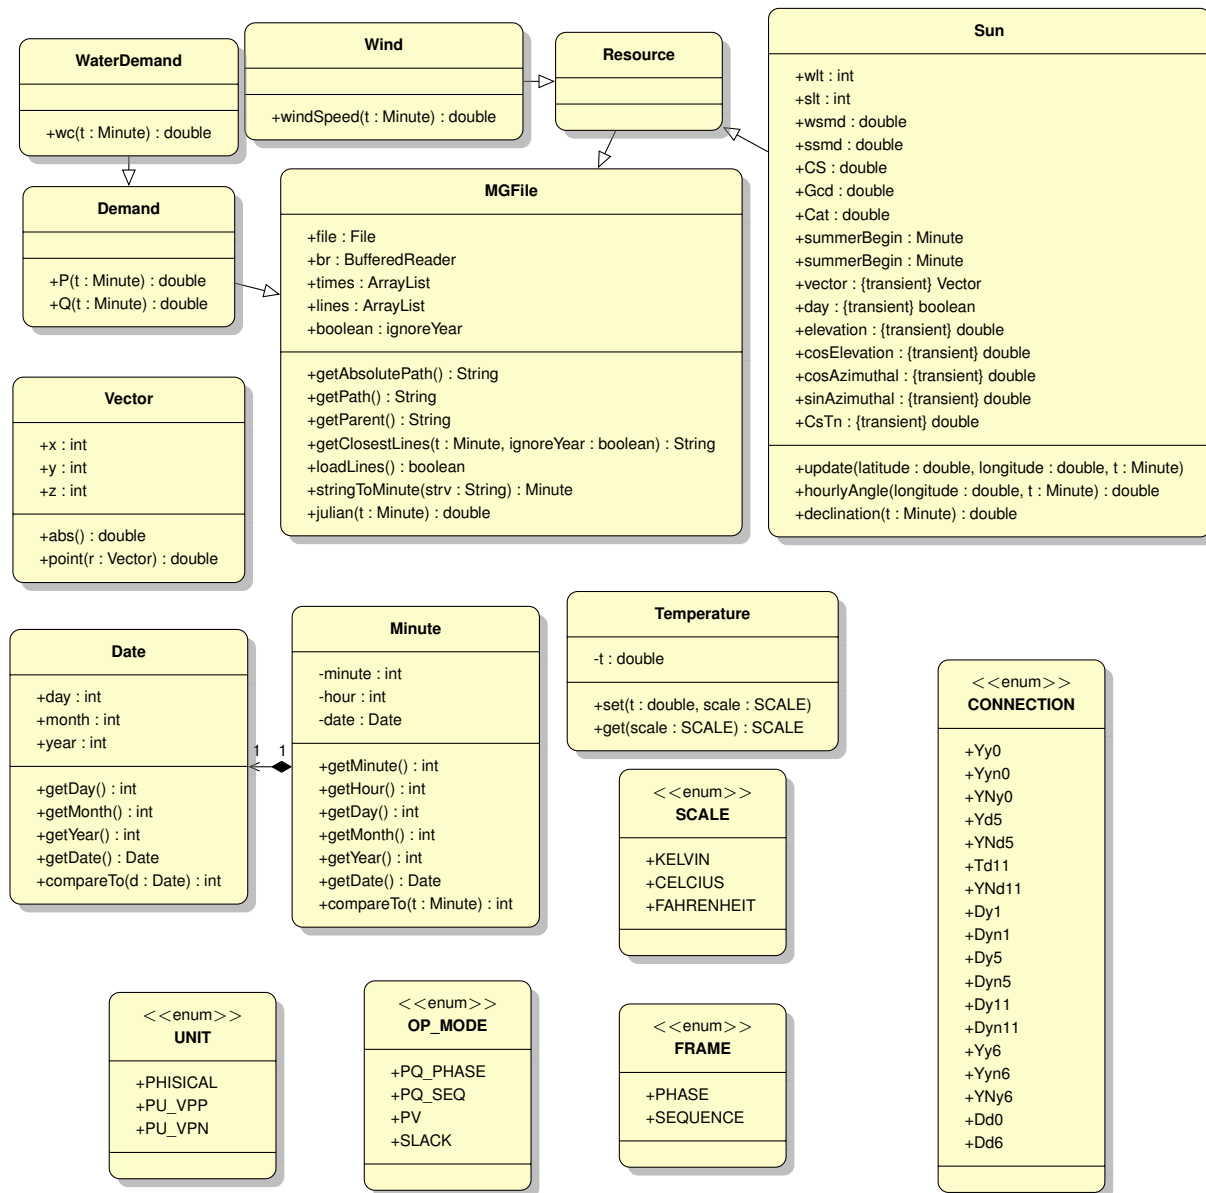 WaterDemand
+wc(t : Minute) : double
Wind
+windSpeed(t : Minute) : double
Resource
Sun
+wlt : int
+slt : int
+wsmd : double
+ssmd : double
+CS : double
+Gcd : double
+Cat : double
+summerBegin : Minute
+summerBegin : Minute
+vector : {transient} Vector
+day : {transient} boolean
+elevation : {transient} double
+cosElevation : {transient} double
+cosAzimuthal : {transient} double
+sinAzimuthal : {transient} double
+CsTn : {transient} double
+update(latitude : double, longitude : double, t : Minute)
+hourlyAngle(longitude : double, t : Minute) : double
+declination(t : Minute) : double
Demand
+P(t : Minute) : double
+Q(t : Minute) : double
MGFile
+file : File
+br : BufferedReader
+times : ArrayList
+lines : ArrayList
+boolean : ignoreYear
+getAbsolutePath() : String
+getPath() : String
+getParent() : String
+getClosestLines(t : Minute, ignoreYear : boolean) : String
+loadLines() : boolean
+stringToMinute(strv : String) : Minute
+julian(t : Minute) : double
Vector
+x : int
+y : int
+z : int
+abs() : double
+point(r : Vector) : double
Date
+day : int
+month : int
+year : int
+getDay() : int
+getMonth() : int
+getYear() : int
+getDate() : Date
+compareTo(d : Date) : int
1
1
Minute
-minute : int
-hour : int
-date : Date
+getMinute() : int
+getHour() : int
+getDay() : int
+getMonth() : int
+getYear() : int
+getDate() : Date
+compareTo(t : Minute) : int
Temperature
-t : double
+set(t : double, scale : SCALE)
+get(scale : SCALE) : SCALE
<<enum>>
SCALE
+KELVIN
+CELCIUS
+FAHRENHEIT
<<enum>>
CONNECTION
+Yy0
+Yyn0
+YNy0
+Yd5
+YNd5
+Td11
+YNd11
+Dy1
+Dyn1
+Dy5
+Dyn5
+Dy11
+Dyn11
+Yy6
+Yyn6
+YNy6
+Dd0
+Dd6
<<enum>>
UNIT
+PHISICAL
+PU_VPP
+PU_VPN
<<enum>>
OP_MODE
+PQ_PHASE
+PQ_SEQ
+PV
+SLACK
<<enum>>
FRAME
+PHASE
+SEQUENCE